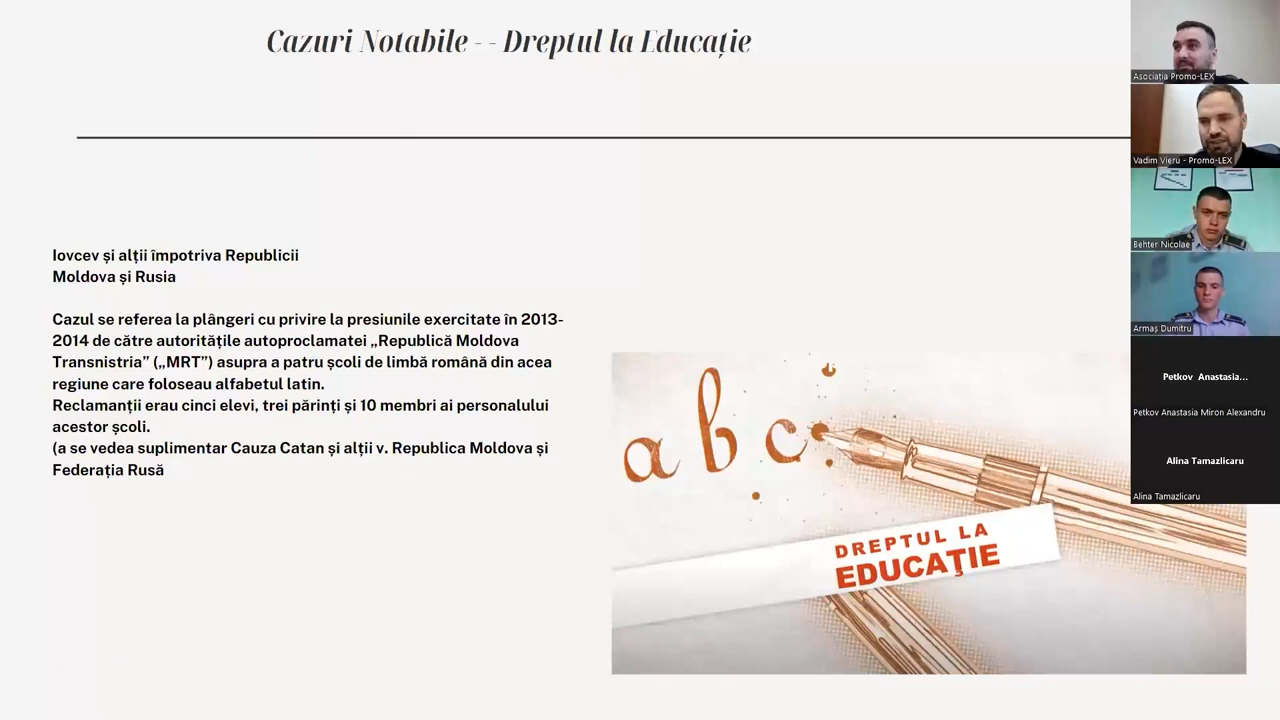 Cazuri Notabile - - Dreptul la Educație
Iovcev și alții împotriva Republicii
Moldova și Rusia
Cazul se referea la plângeri cu privire la presiunile exercitate în 2013-
2014 de către autoritățile autoproclamatei „Republică Moldova
Transnistria” („MRT”) asupra a patru școli de limbă română din acea
regiune care foloseau alfabetul latin.
Reclamanții erau cinci elevi, trei părinți și 10 membri ai personalului
acestor școli.
(a se vedea suplimentar Cauza Catan și alții v. Republica Moldova și
Federația Rusă
abc
DREPTUL LA
EDUCAŢIE
Asociația Promo-LEX
Vadim Vieru - Promo-LEX
Behter Nicolae
Armaș Dumitru
Petkov Anastasia...
Petkov Anastasia Miron Alexandru
Alina Tamazlicaru
Alina Tamazlicaru